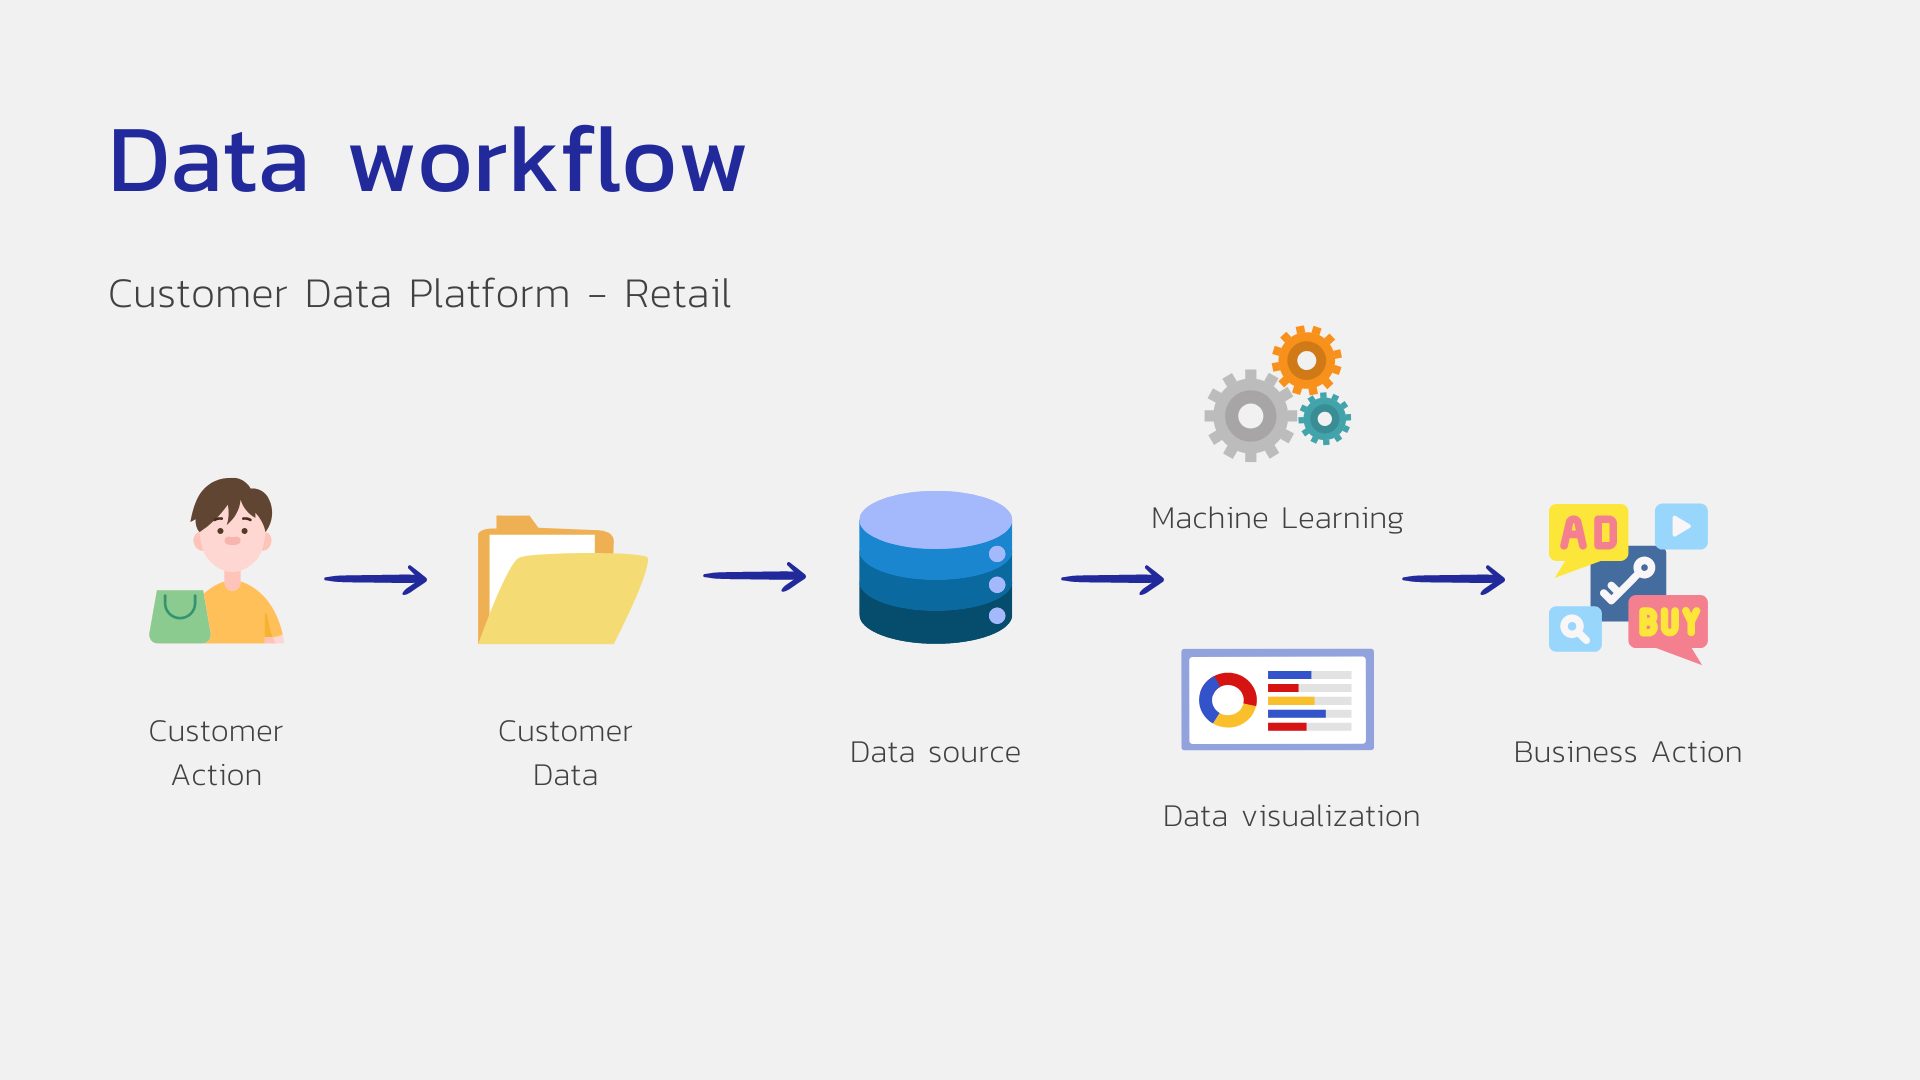 Data workflow
Customer Data Platform - Retail
Machine Learning
AD
BUY
Customer
Action
Customer
Data
Data source
Business Action
Data visualization